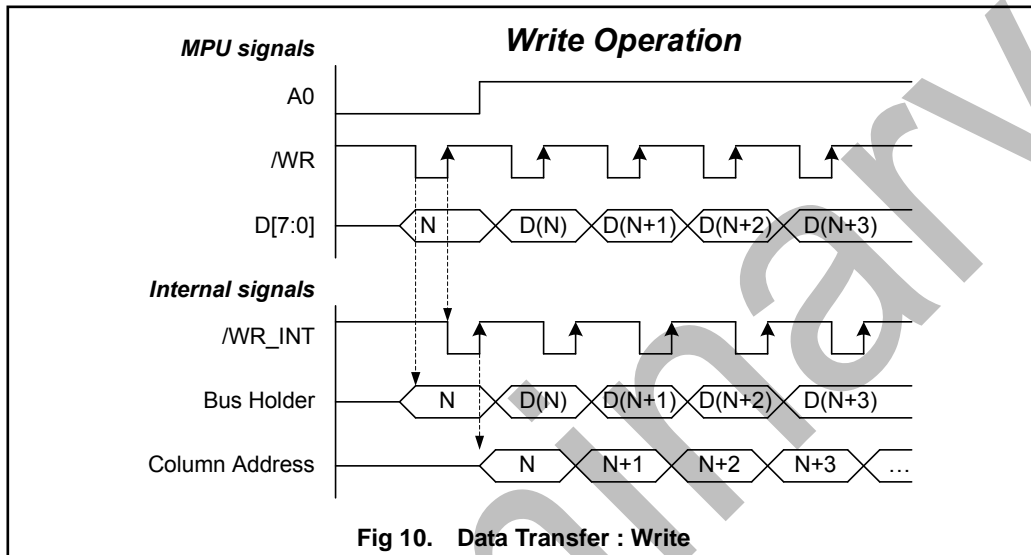 MPU signals
Write Operation
A0
/WR
D[7:0]
N D(N) D(N+1) D(N+2) D(N+3)
Internal signals
/WR_INT
Bus Holder
N D(N) D(N+1) D(N+2) D(N+3)
Column Address
N N+1 N+2 N+3 ...
Fig 10. Data Transfer : Write